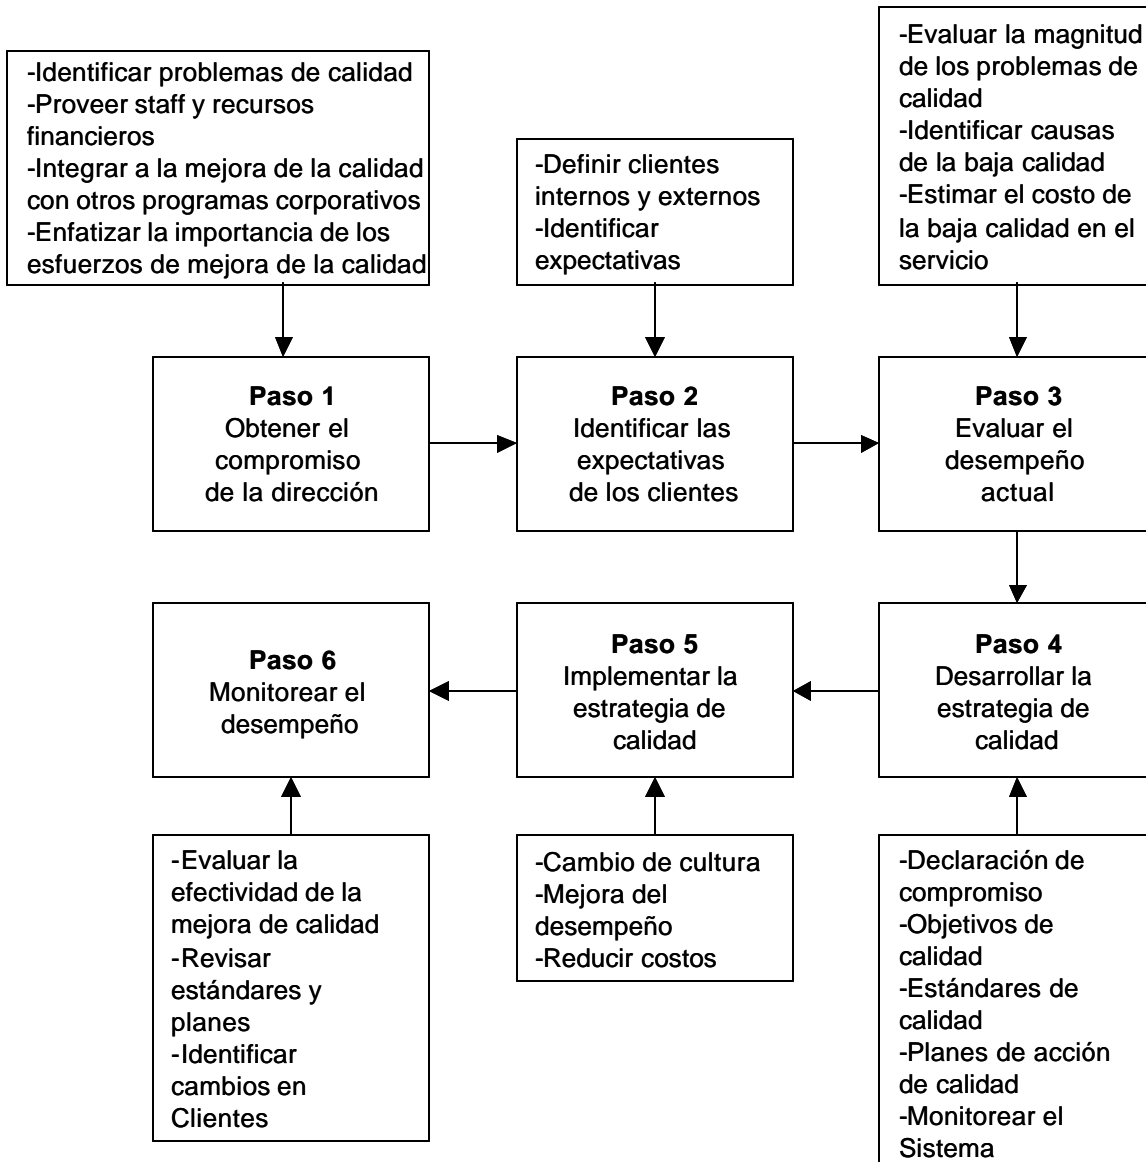 -Identificar problemas de calidad
-Proveer staff y recursos
financieros
-Integrar a la mejora de la calidad
con otros programas corporativos
-Enfatizar la importancia de los
esfuerzos de mejora de la calidad
-Definir clientes
internos y externos
-Identificar
expectativas
-Evaluar la magnitud
de los problemas de
calidad
-Identificar causas
de la baja calidad
-Estimar el costo de
la baja calidad en el
servicio
Paso 1
Obtener el
compromiso
de la dirección
Paso 2
Identificar las
expectativas
de los clientes
Paso 3
Evaluar el
desempeño
actual
Paso 4
Desarrollar la
estrategia de
calidad
Paso 5
Implementar la
estrategia de
calidad
Paso 6
Monitorear el
desempeño
-Evaluar la
efectividad de la
mejora de calidad
-Revisar
estándares y
planes
-Identificar
cambios en
Clientes
-Cambio de cultura
-Mejora del
desempeño
-Reducir costos
-Declaración de
compromiso
-Objetivos de
calidad
-Estándares de
calidad
-Planes de acción
de calidad
-Monitorear el
Sistema